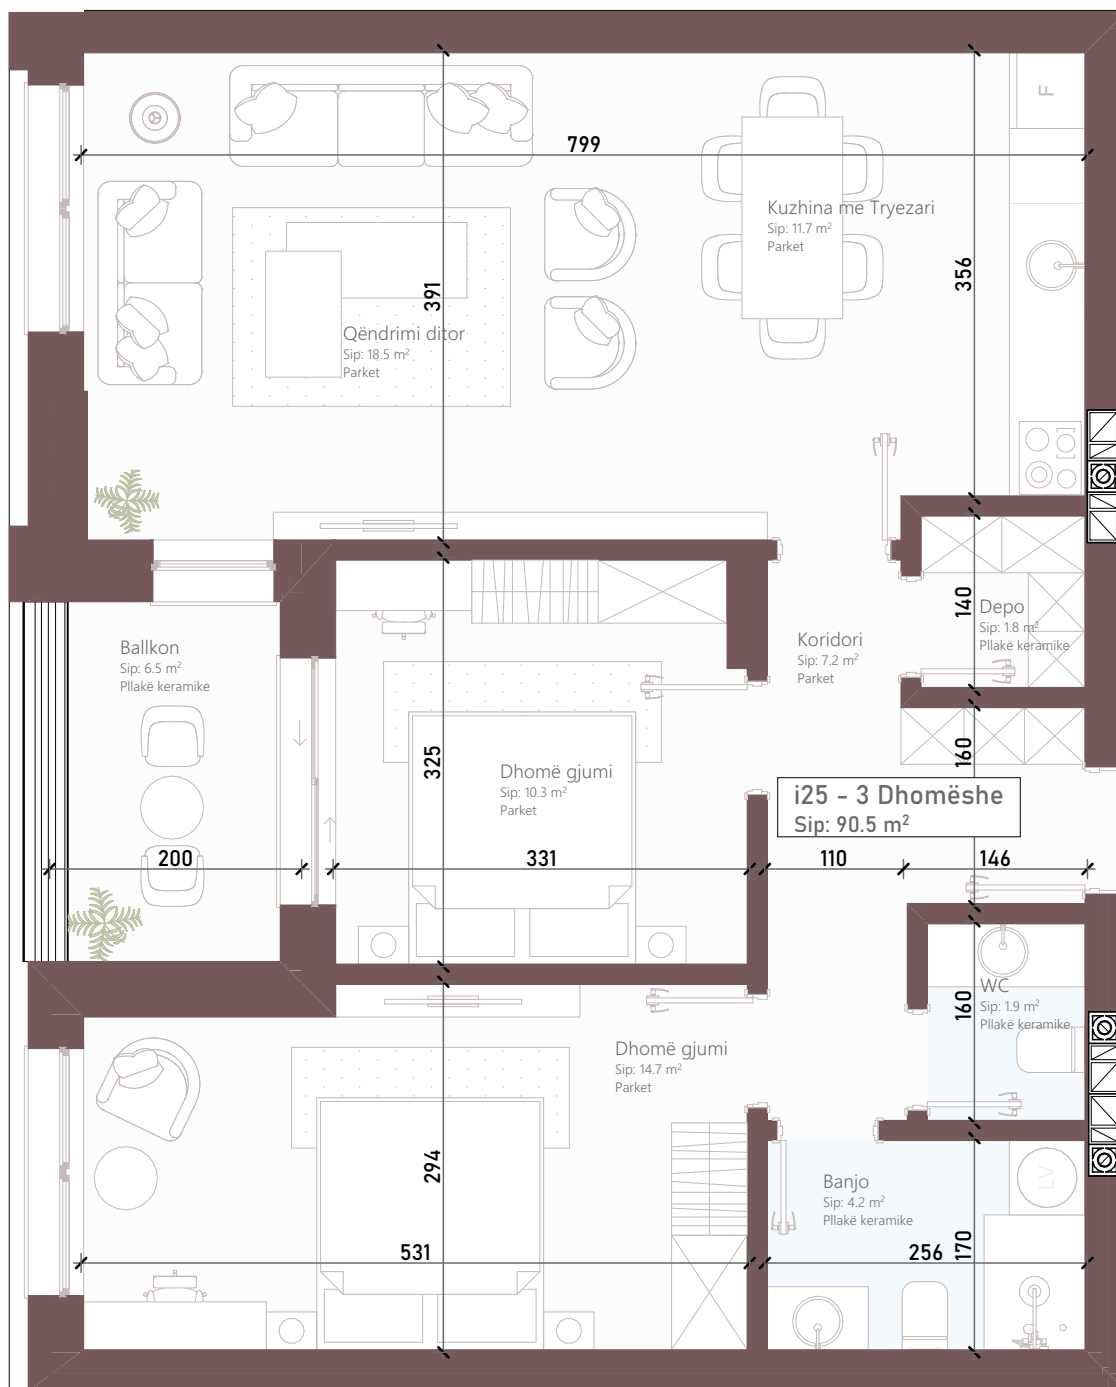 F
799
Kuzhina me Tryezari
Sip: 11.7 m²
Parket
391
356
Qëndrimi ditor
Sip: 18.5 m²
Parket
140
Depo
Sip: 1.8 m²
Pllakë keramike
Koridori
Sip: 7.2 m²
Parket
Ballkon
Sip: 6.5 m²
Pllakë keramike
325
160
Dhomë gjumi
Sip: 10.3 m²
Parket
i25 - 3 Dhomëshe
Sip: 90.5 m²
200
331
110
146
WC
Sip: 1.9 m²
Pllakë keramike
160
Dhomë gjumi
Sip: 14.7 m²
Parket
294
Banjo
Sip: 4.2 m²
Pllakë keramike
LV
531
256
170